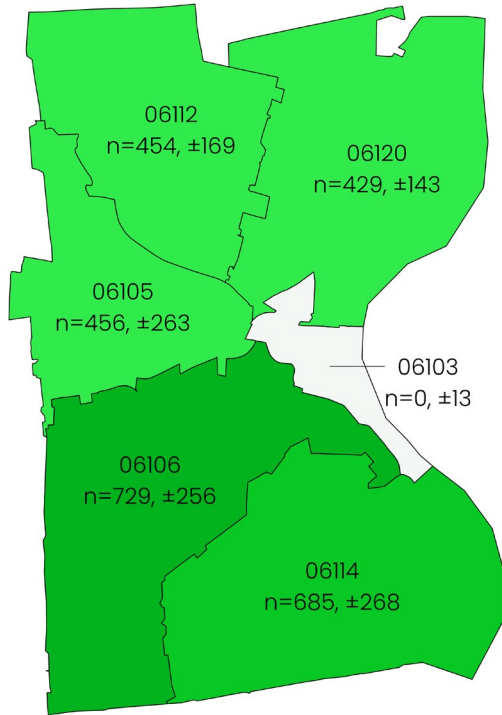 06112
n=454, ±169
06120
n=429, ±143
06105
n=456, ±263
06103
n=0, ±13
06106
n=729, ±256
06114
n=685, ±268